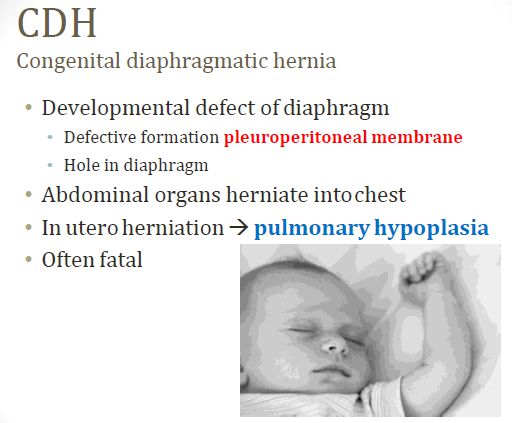 CDH
Congenital diaphragmatic hernia
• Developmental defect of diaphragm
• Defective formation pleuroperitoneal membrane
• Hole in diaphragm
• Abdominal organs herniate into chest
• In utero herniation → pulmonary hypoplasia
• Often fatal